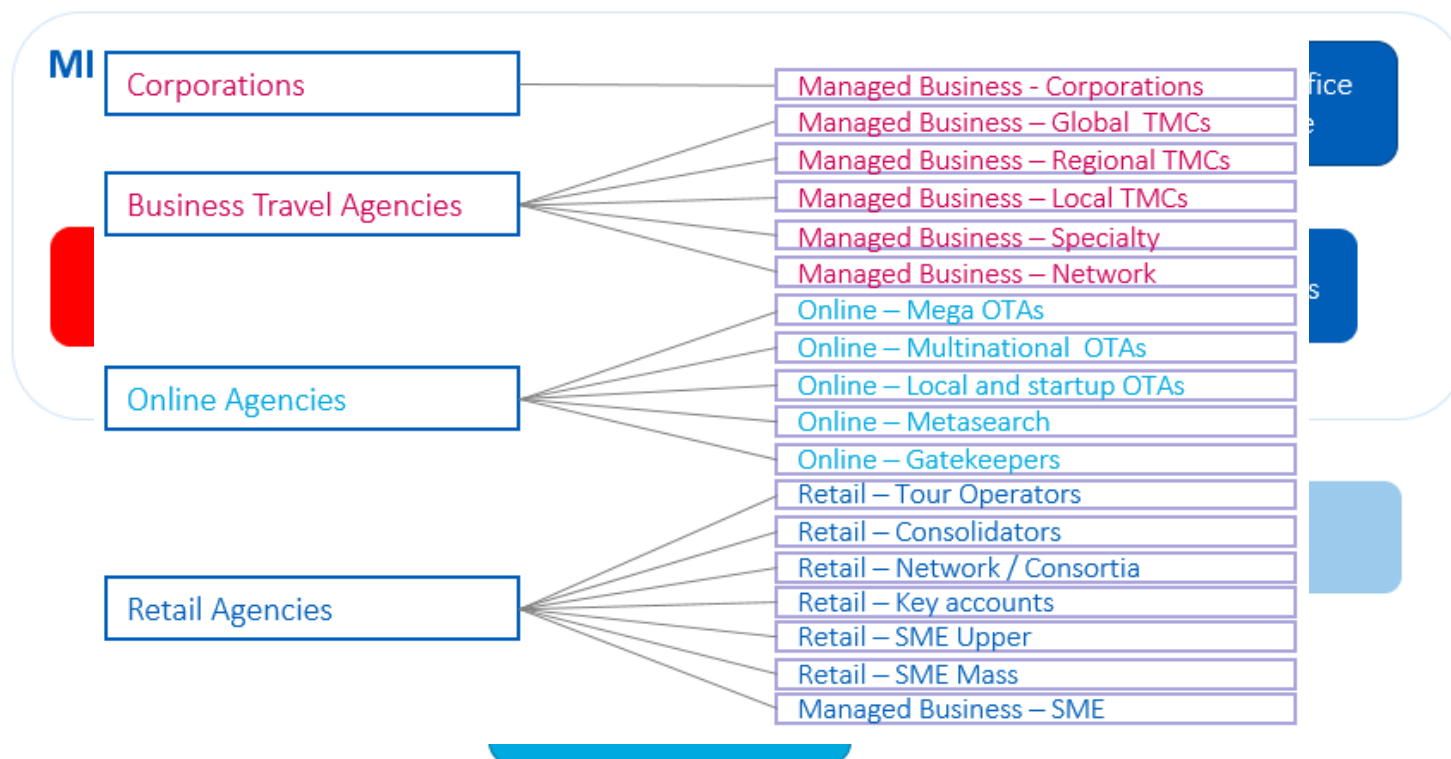 MI
fice
Corporations
Managed Business - Corporations
Managed Business – Global  TMCs
Managed Business – Regional TMCs
Business Travel Agencies
Managed Business – Local TMCs
Managed Business – Specialty
Managed Business – Network
s
Online – Mega OTAs
Online – Multinational  OTAs
Online Agencies
Online – Local and startup OTAs
Online – Metasearch
Online – Gatekeepers
Retail – Tour Operators
Retail – Consolidators
Retail – Network / Consortia
Retail Agencies
Retail – Key accounts
Retail – SME Upper
Retail – SME Mass
Managed Business – SME